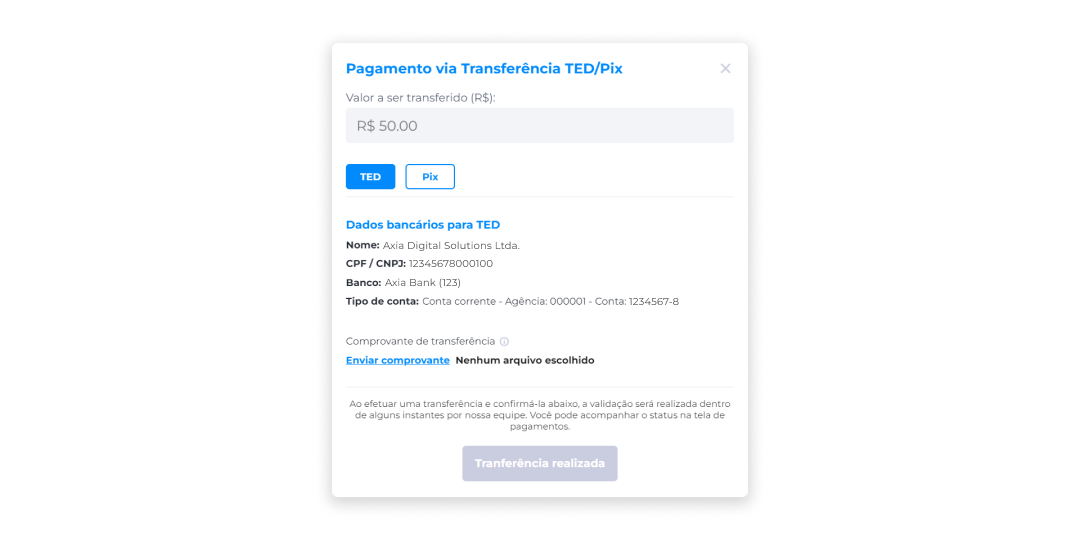 Pagamento via Transferência TED/Pix
Valor a ser transferido (R$):
R$ 50.00
TED Pix
Dados bancários para TED
Nome: Axia Digital Solutions Ltda.
CPF / CNPJ: 12345678000100
Banco: Axia Bank (123)
Tipo de conta: Conta corrente - Agência: 000001 - Conta: 1234567-8
Comprovante de transferência
Enviar comprovante Nenhum arquivo escolhido
Ao efetuar uma transferência e confirmá-la abaixo, a validação será realizada dentro
de alguns instantes por nossa equipe. Você pode acompanhar o status na tela de
pagamentos.
Tranferência realizada